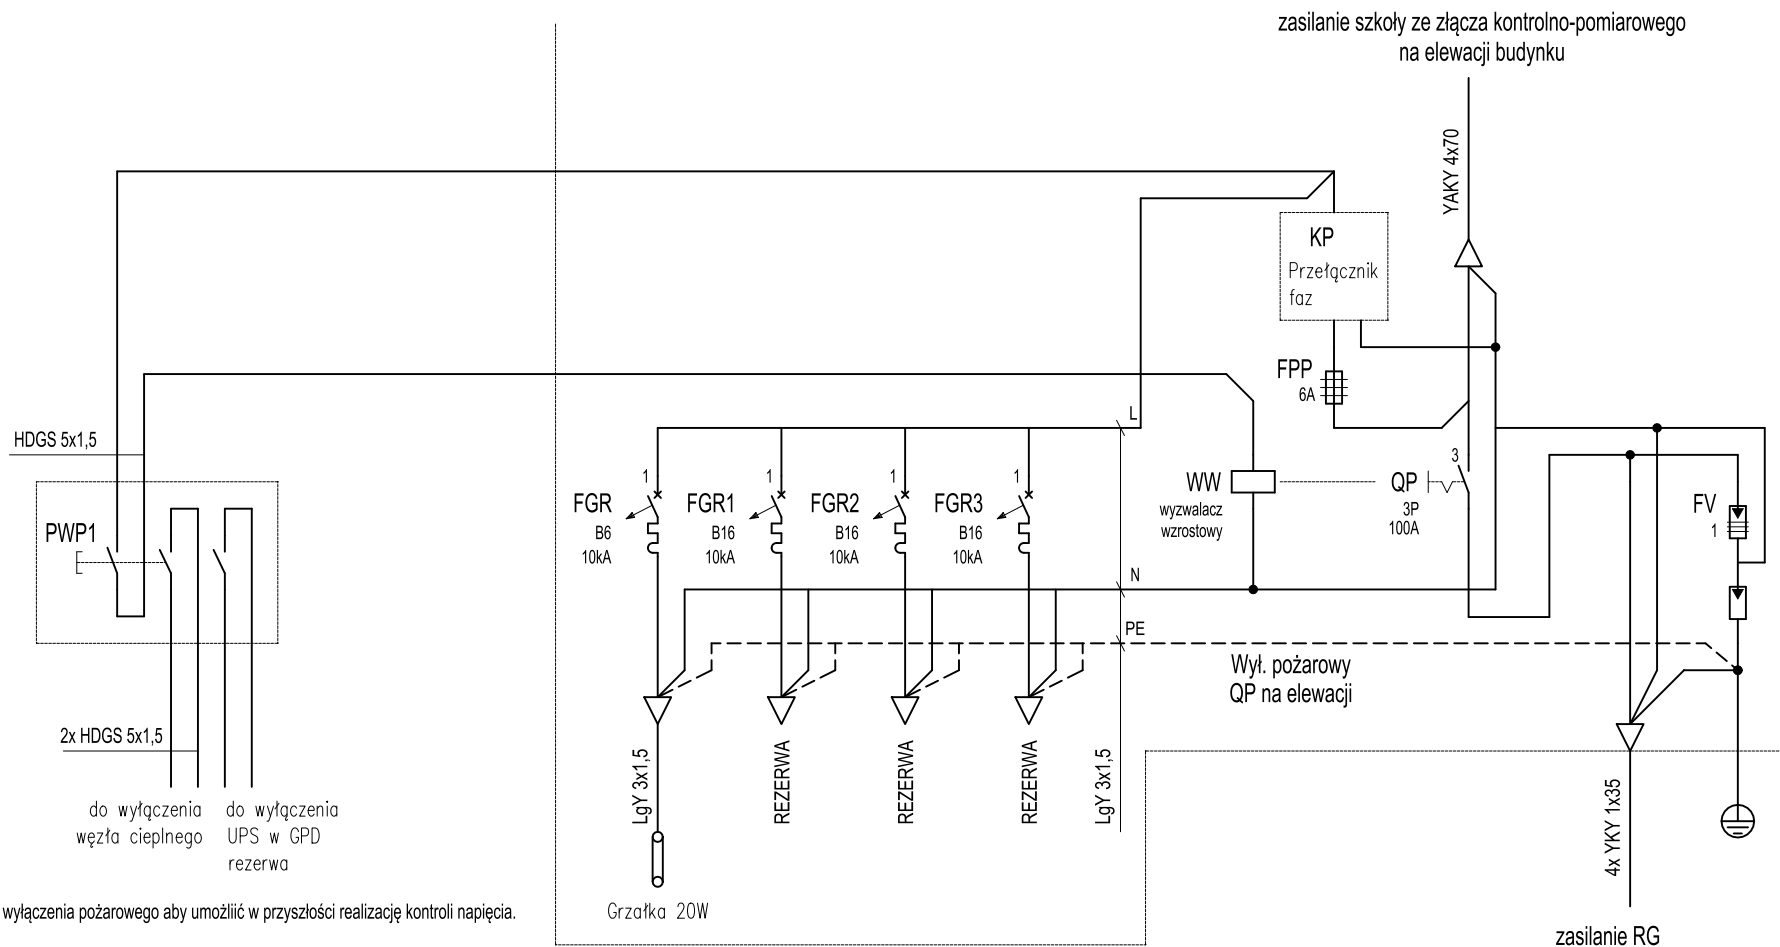 zasilanie szkoły ze złącza kontrolno-pomiarowego
na elewacji budynku
YAKY 4x70
KP
Przełącznik
faz
FPP
6A
HDGS 5x1,5
PWP1
2x HDGS 5x1,5
do wyłączenia
węzła cieplnego
do wyłączenia
UPS w GPD
rezerwa
wyłączenia pożarowego aby umożliić w przyszłości realizację kontroli napięcia.
L
N
PE
1
FGR
B6
10kA
1
FGR1
B16
10kA
1
FGR2
B16
10kA
1
FGR3
B16
10kA
WW
wyzwalacz
wzrostowy
3
QP
3P
100A
FV
1
Wył. pożarowy
QP na elewacji
LgY 3x1,5
REZERWA
REZERWA
REZERWA
LgY 3x1,5
Grzałka 20W
4x YKY 1x35
zasilanie RG